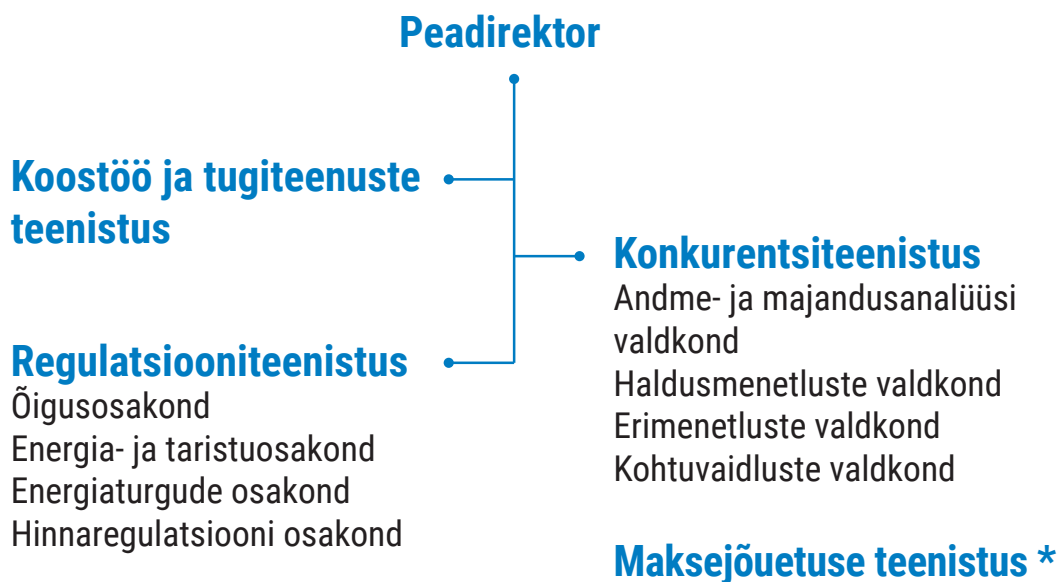 Peadirektor
Koostöö ja tugiteenuste
teenistus
Konkurentsiteenistus
Andme- ja majandusanalüüsi
valdkond
Haldusmenetluste valdkond
Erimenetluste valdkond
Kohtuvaidluste valdkond
Regulatsiooniteenistus
Õigusosakond
Energia- ja taristuosakond
Energiaturgude osakond
Hinnaregulatsiooni osakond
Maksejõuetuse teenistus *